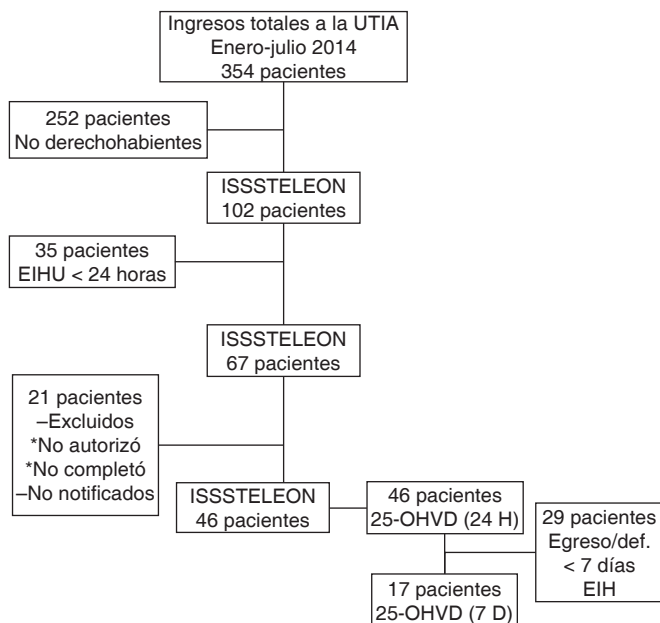 Ingresos totales a la UTIA
Enero-julio 2014
354 pacientes
252 pacientes
No derechohabientes
ISSSTELEON
102 pacientes
35 pacientes
EIHU < 24 horas
ISSSTELEON
67 pacientes
21 pacientes
–Excluidos
*No autorizó
*No completó
–No notificados
ISSSTELEON
46 pacientes
46 pacientes
25-OHVD (24 H)
29 pacientes
Egreso/def.
< 7 días
EIH
17 pacientes
25-OHVD (7 D)